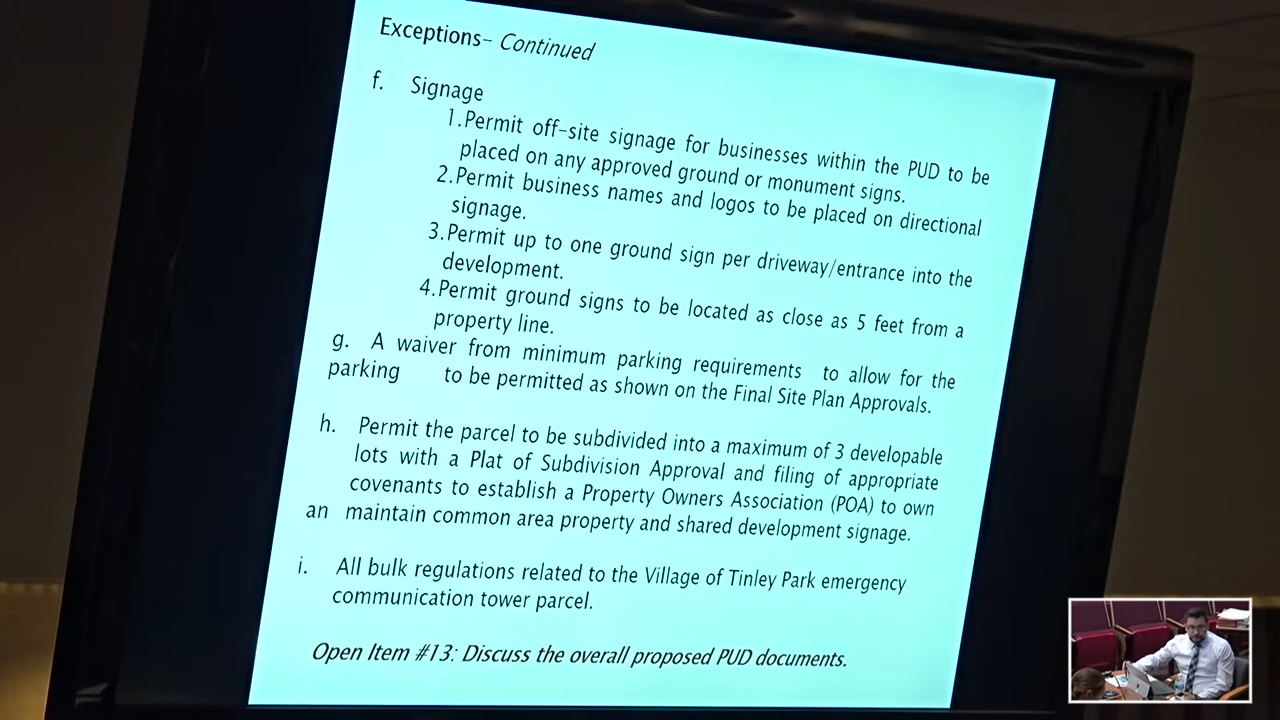 Exceptions– Continued
f. Signage
1.Permit off-site signage for businesses within the PUD to be
placed on any approved ground or monument signs.
2.Permit business names and logos to be placed on directional
signage.
3.Permit up to one ground sign per driveway/entrance into the
development.
4.Permit ground signs to be located as close as 5 feet from a
property line.
g. A waiver from minimum parking requirements to allow for the
parking to be permitted as shown on the Final Site Plan Approvals.
h. Permit the parcel to be subdivided into a maximum of 3 developable
lots with a Plat of Subdivision Approval and filing of appropriate
covenants to establish a Property Owners Association (POA) to own
an maintain common area property and shared development signage.
i. All bulk regulations related to the Village of Tinley Park emergency
communication tower parcel.
Open Item #13: Discuss the overall proposed PUD documents.